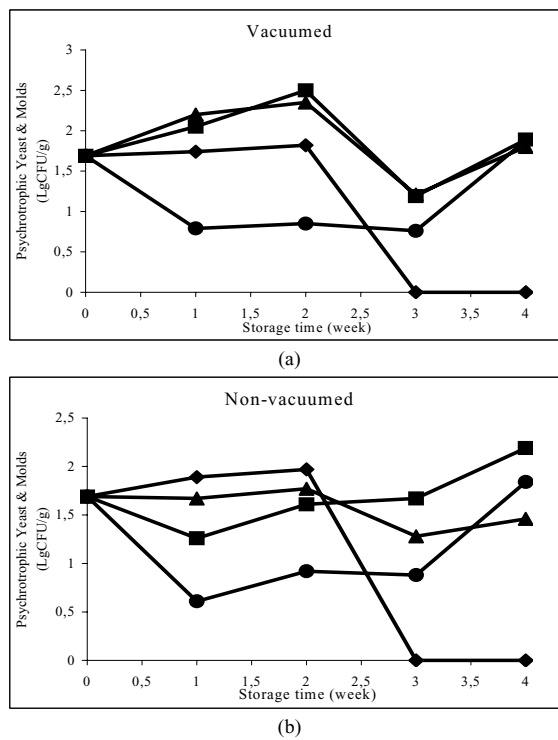 Vacuumed
Psychrotrophic Yeast & Molds
(LgCFU/g)
3
2,5
2
1,5
1
0,5
0
0 0,5 1 1,5 2 2,5 3 3,5 4
Storage time (week)
(a)
Non-vacuumed
Psychrotrophic Yeast & Molds
(LgCFU/g)
2,5
2
1,5
1
0,5
0
0 0,5 1 1,5 2 2,5 3 3,5 4
Storage time (week)
(b)